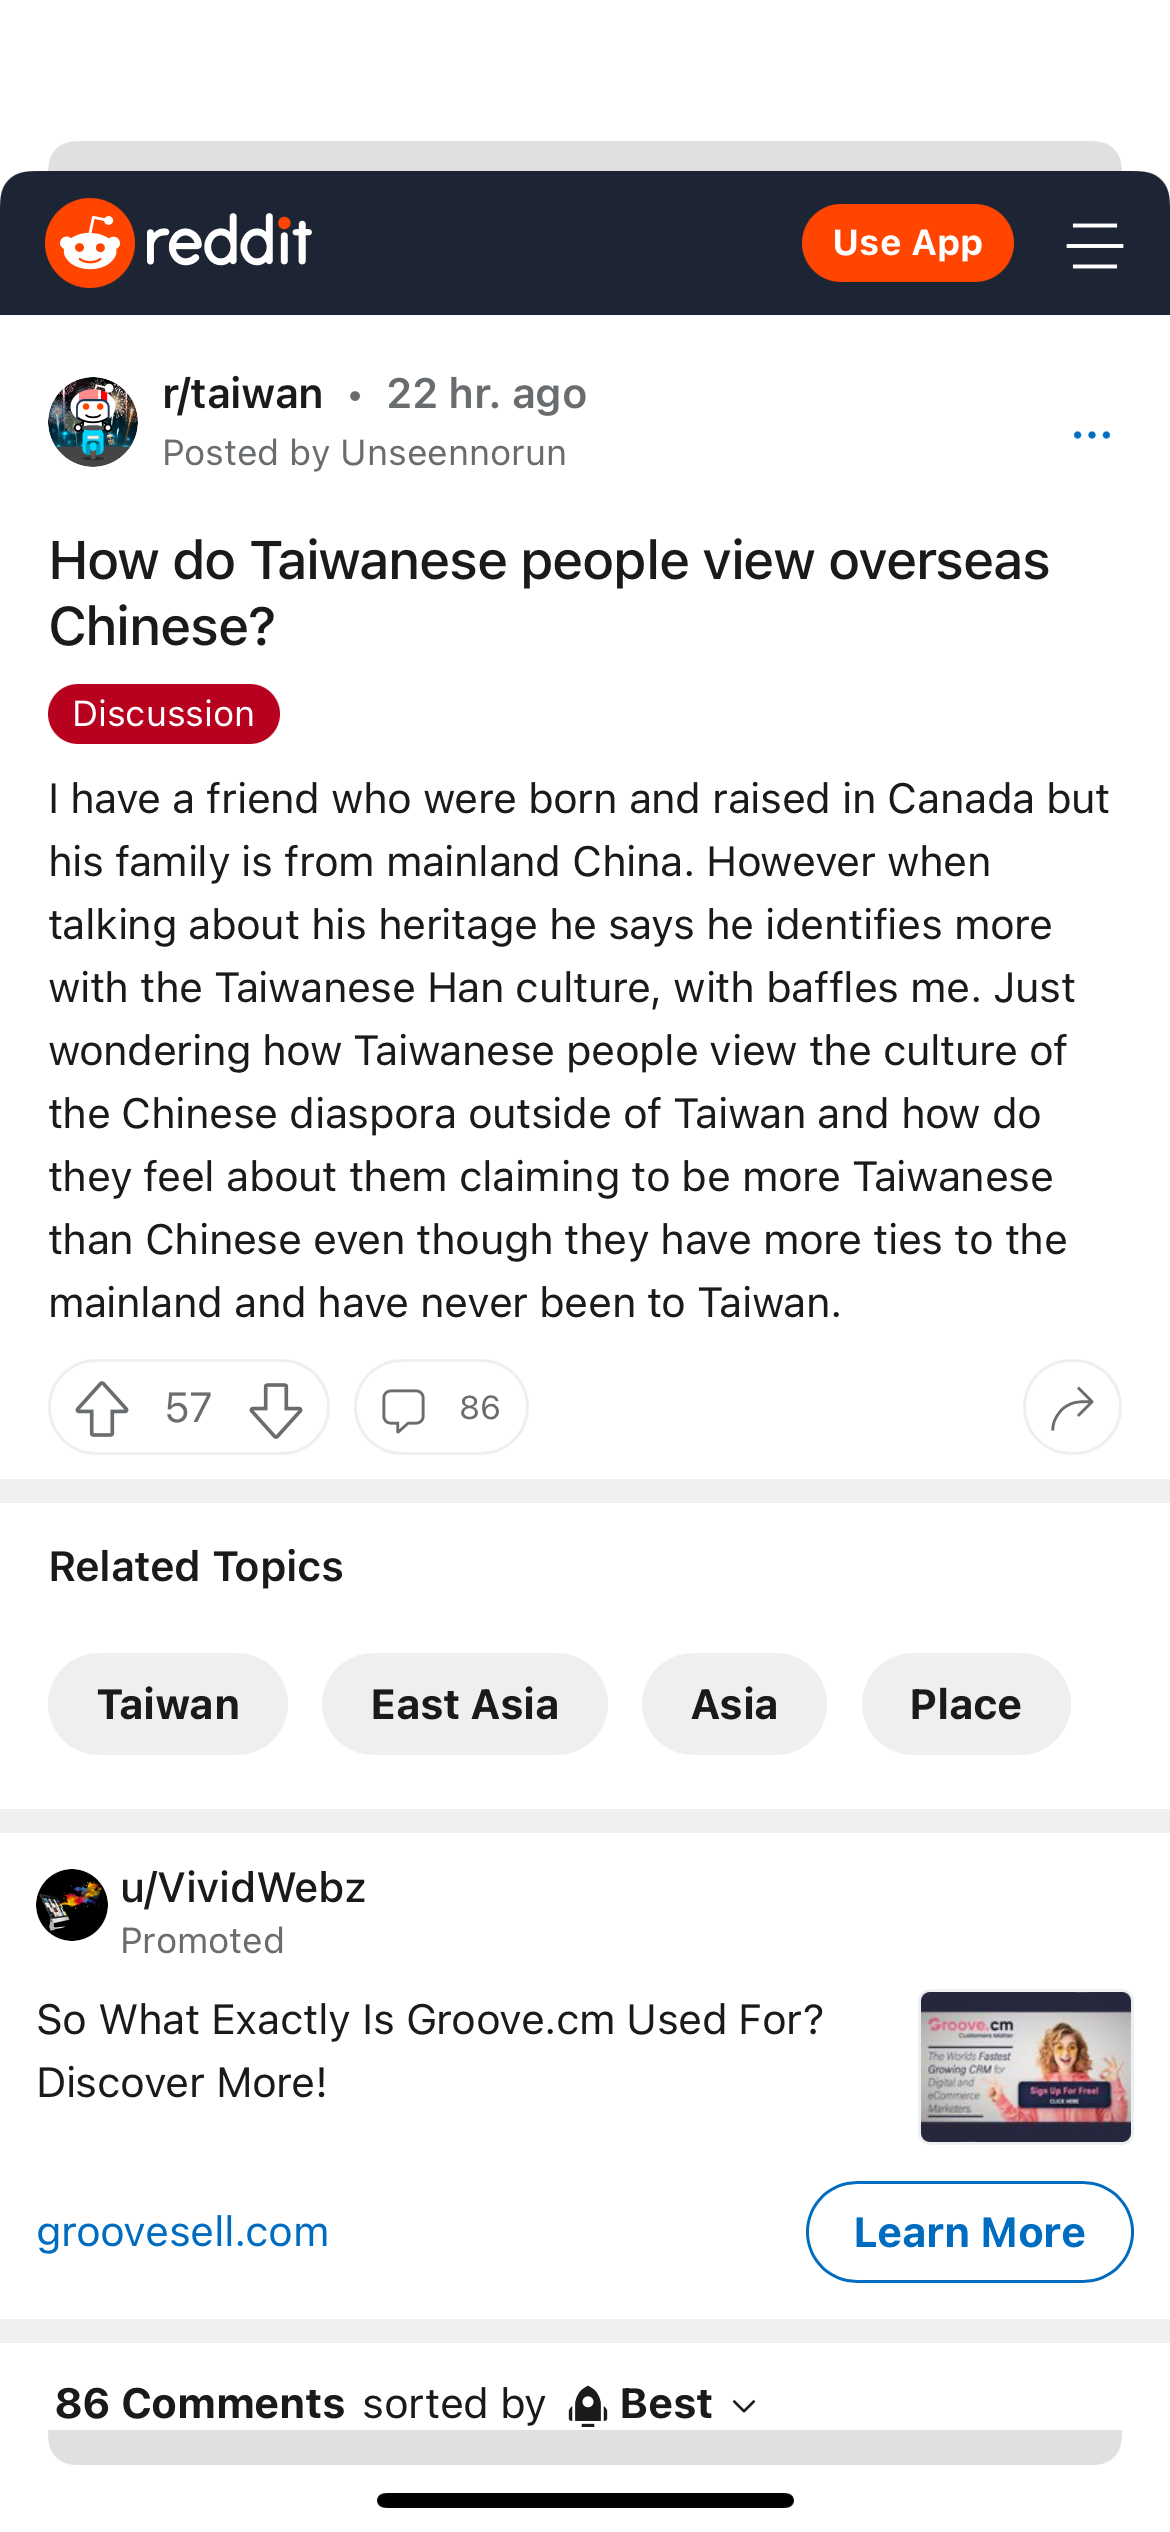 reddit
Use App
r/taiwan • 22 hr. ago
Posted by Unseennorun
How do Taiwanese people view overseas
Chinese?
Discussion
I have a friend who were born and raised in Canada but
his family is from mainland China. However when
talking about his heritage he says he identifies more
with the Taiwanese Han culture, with baffles me. Just
wondering how Taiwanese people view the culture of
the Chinese diaspora outside of Taiwan and how do
they feel about them claiming to be more Taiwanese
than Chinese even though they have more ties to the
mainland and have never been to Taiwan.
57
86
Related Topics
Taiwan
East Asia
Asia
Place
u/VividWebz
Promoted
So What Exactly Is Groove.cm Used For?
Discover More!
Groove.cm
Customers Matter
The Worlds Fastest
Growing CRM for
Digital and
eCommerce
Marketers
Sign Up For Free!
CLICK HERE
groovesell.com
Learn More
86 Comments sorted by Best